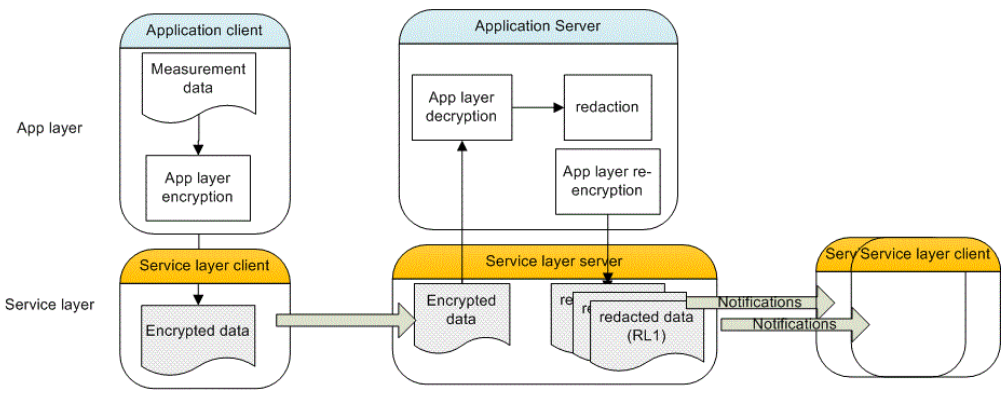 Application client
Application Server
Measurement
data
App layer
decryption
redaction
App layer
App layer
encryption
App layer re-
encryption
Service layer client
Service layer server
Service layer client
Service layer
Encrypted data
Encrypted
data
redacted data
(RL1)
Notifications
Notifications